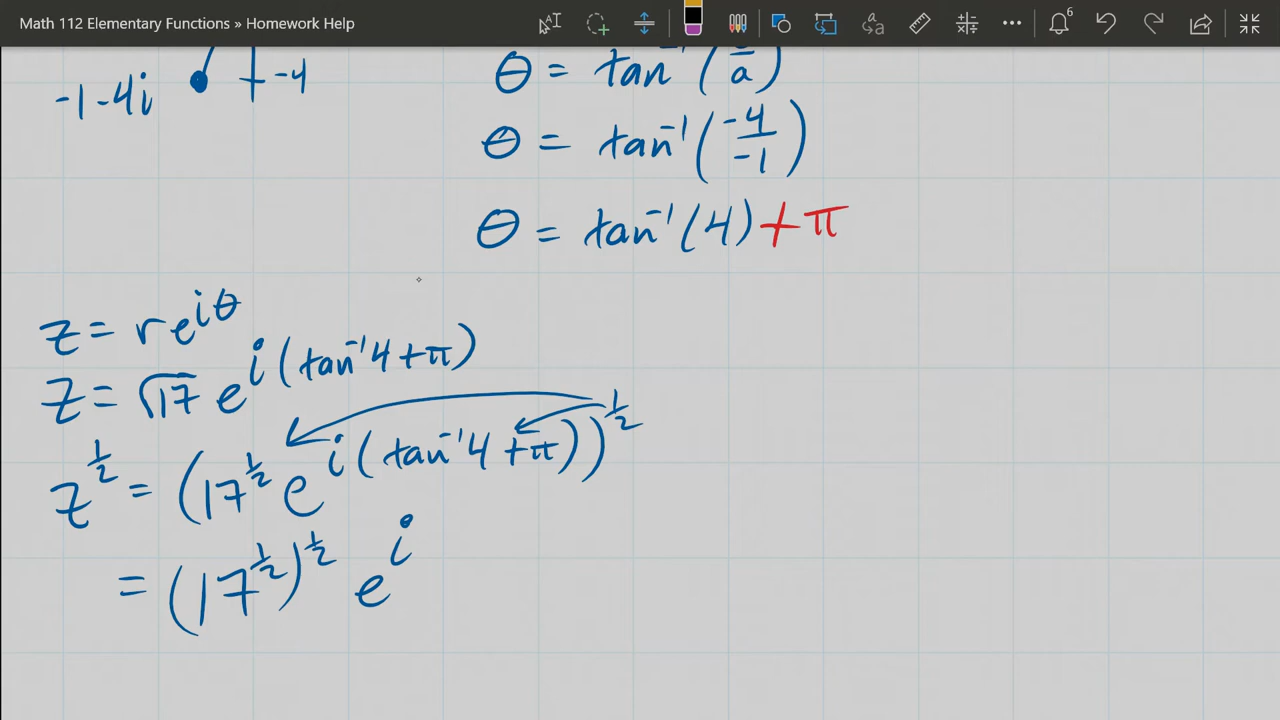 Math 112 Elementary Functions » Homework Help
6
-1-4i
-4
θ = tan⁻¹( /a)
θ = tan⁻¹(-4/-1)
θ = tan⁻¹(4)+π
z = re^{iθ}
z = √17 e^{i(tan⁻¹4+π)}
z^{1/2} = (17^{1/2} e^{i(tan⁻¹4+π)})^{1/2}
= (17^{1/2})^{1/2} e^{i}